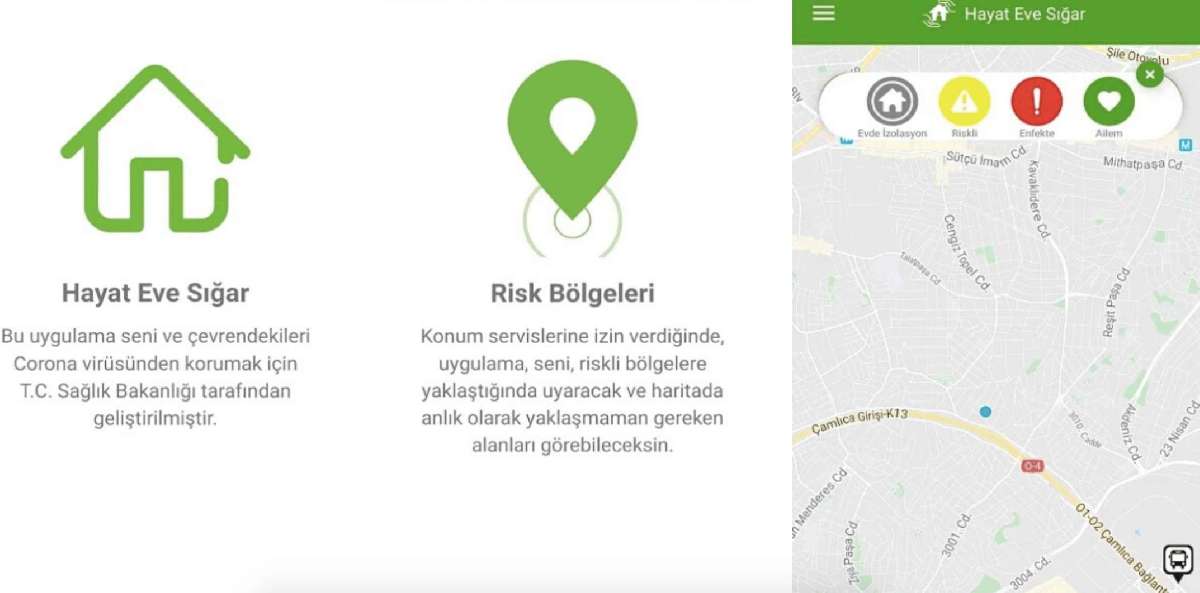 Hayat Eve Sığar
Bu uygulama seni ve çevrendekileri
Corona virüsünden korumak için
T.C. Sağlık Bakanlığı tarafından
geliştirilmiştir.
Risk Bölgeleri
Konum servislerine izin verdiğinde,
uygulama, seni, riskli bölgelere
yaklaştığında uyaracak ve haritada
anlık olarak yaklaşmaman gereken
alanları görebileceksin.
Hayat Eve Sığar
Şile Otoyolu
Evde İzolasyon
Riskli
Enfekte
Ailem
M
Sütçü İmam Cd
Mithatpaşa Cd.
Kavaklıdere Cd.
Cengiz Topel Cd.
Talatpaşa Cd.
Reşit Paşa Cd.
Çamlıca Girişi-K13
3010. Cadde
Akdeniz Cd.
23 Nisan Cd.
O-4
Menderes Cd
Ziya Paşa Cd.
3001. Cd.
3004. Cd.
01-02 Çamlıca Bağlant